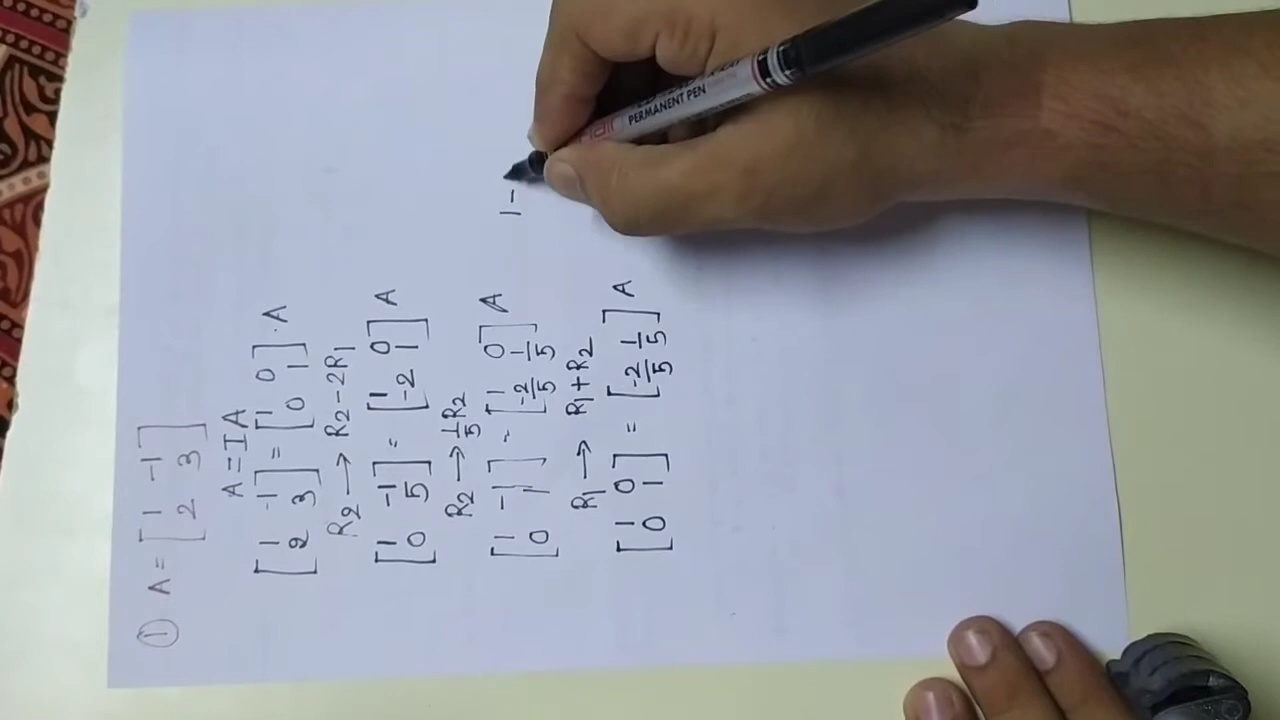 ① A = [1 -1
2 3]
A = IA
[1 -1
2 3] = [1 0
0 1] . A
R2 → R2 - 2R1
[1 -1
0 5] = [1 0
-2 1] A
R2 → 1/5 R2
[1 -1
0 1] = [1 0
-2/5 1/5] A
1 -
R1 → R1 + R2
[1 0
0 1] = [
-2/5 1/5] A
PERMANENT PEN